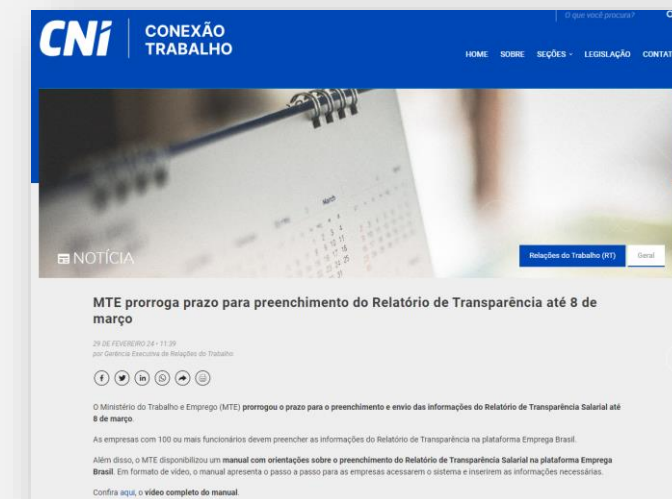 O que você procura?
CNI
CONEXÃO
TRABALHO
HOME SOBRE SEÇÕES LEGISLAÇÃO CONTAT
March
NOTÍCIA
Relações do Trabalho (RT) Geral
MTE prorroga prazo para preenchimento do Relatório de Transparência até 8 de
março
29 DE FEVEREIRO 24 • 11:39
por Gerência Executiva de Relações do Trabalho
O Ministério do Trabalho e Emprego (MTE) prorrogou o prazo para o preenchimento e envio das informações do Relatório de Transparência Salarial até
8 de março.
As empresas com 100 ou mais funcionários devem preencher as informações do Relatório de Transparência na plataforma Emprega Brasil.
Além disso, o MTE disponibilizou um manual com orientações sobre o preenchimento do Relatório de Transparência Salarial na plataforma Emprega
Brasil. Em formato de vídeo, o manual apresenta o passo a passo para as empresas acessarem o sistema e inserirem as informações necessárias.
Confira aqui, o vídeo completo do manual.